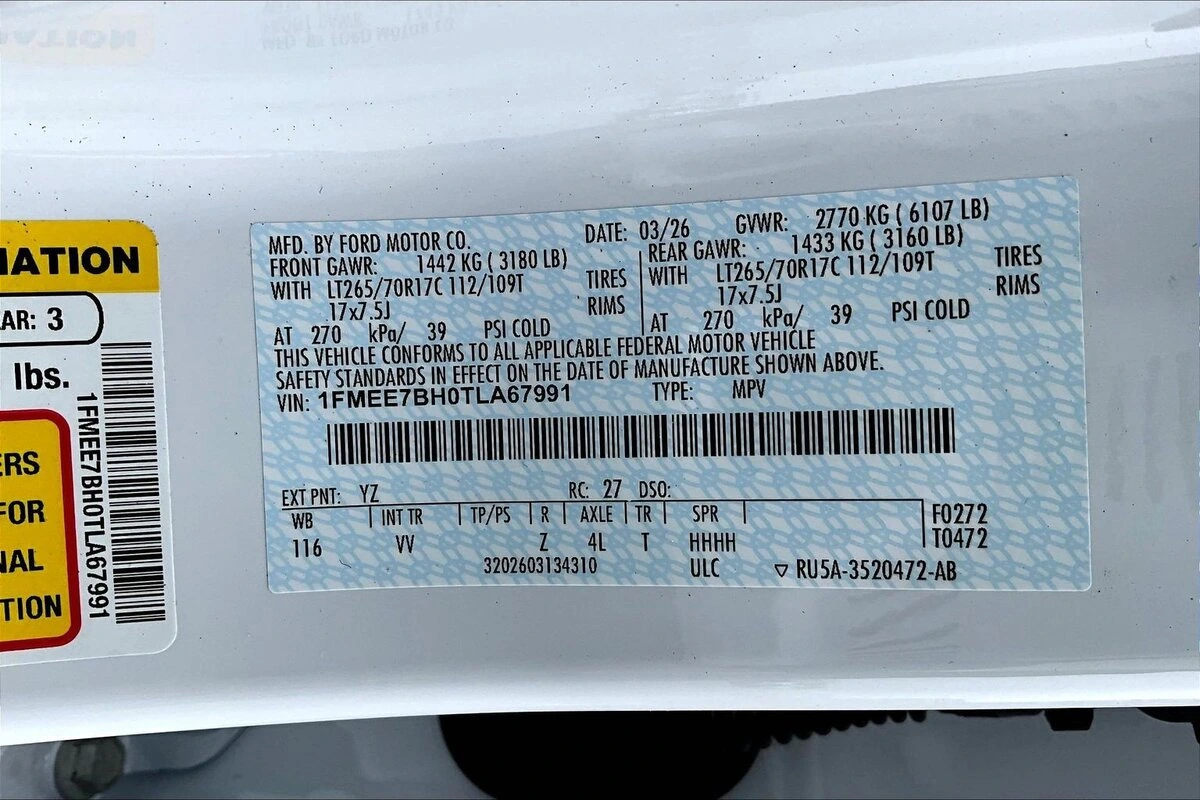 IATION
AR: 3
lbs.
ERS
FOR
NAL
TION
1FMEE7BH0TLA67991
MFD. BY FORD MOTOR CO. DATE: 03/26 GVWR: 2770 KG ( 6107 LB)
FRONT GAWR: 1442 KG ( 3180 LB) REAR GAWR: 1433 KG ( 3160 LB)
WITH LT265/70R17C 112/109T TIRES WITH LT265/70R17C 112/109T TIRES
17x7.5J RIMS 17x7.5J RIMS
AT 270 kPa/ 39 PSI COLD AT 270 kPa/ 39 PSI COLD
THIS VEHICLE CONFORMS TO ALL APPLICABLE FEDERAL MOTOR VEHICLE
SAFETY STANDARDS IN EFFECT ON THE DATE OF MANUFACTURE SHOWN ABOVE.
VIN: 1FMEE7BH0TLA67991 TYPE: MPV
EXT PNT: YZ RC: 27 DSO:
WB INT TR TP/PS R AXLE TR SPR F0272
116 VV Z 4L T HHHH T0472
3202603134310 ULC ▽ RU5A-3520472-AB